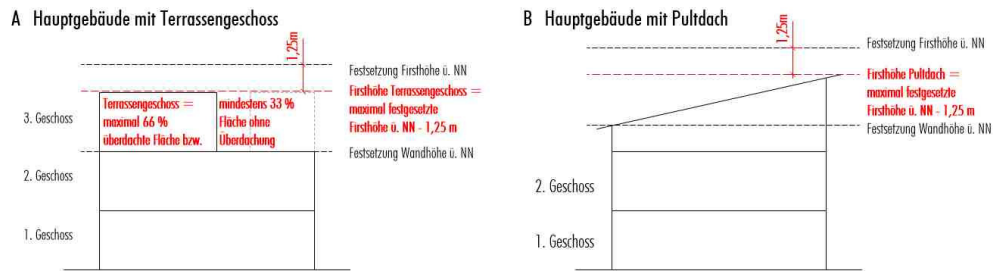 A Hauptgebäude mit Terrassengeschoss
1,25m
Festsetzung Firsthöhe ü. NN
Firsthöhe Terrassengeschoss =
maximal festgesetzte
Firsthöhe ü. NN - 1,25 m
Terrassengeschoss =
maximal 66 %
überdachte Fläche bzw.
mindestens 33 %
Fläche ohne
Überdachung
3. Geschoss
Festsetzung Wandhöhe ü. NN
2. Geschoss
1. Geschoss
B Hauptgebäude mit Pultdach
1,25m
Festsetzung Firsthöhe ü. NN
Firsthöhe Pultdach =
maximal festgesetzte
Firsthöhe ü. NN - 1,25 m
Festsetzung Wandhöhe ü. NN
2. Geschoss
1. Geschoss